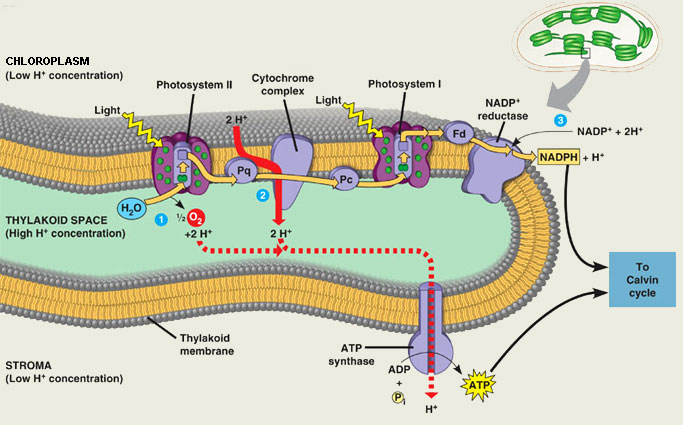 CHLOROPLASM
(Low H⁺ concentration)
Light
Photosystem II
2 H⁺
Cytochrome
complex
Light
Photosystem I
NADP⁺
reductase
3
NADP⁺ + 2H⁺
Fd
NADPH + H⁺
Pq
2
Pc
H₂O
1
½ O₂
+2 H⁺
2 H⁺
THYLAKOID SPACE
(High H⁺ concentration)
To
Calvin
cycle
Thylakoid
membrane
STROMA
(Low H⁺ concentration)
ATP
synthase
ADP
+
P i
ATP
H⁺